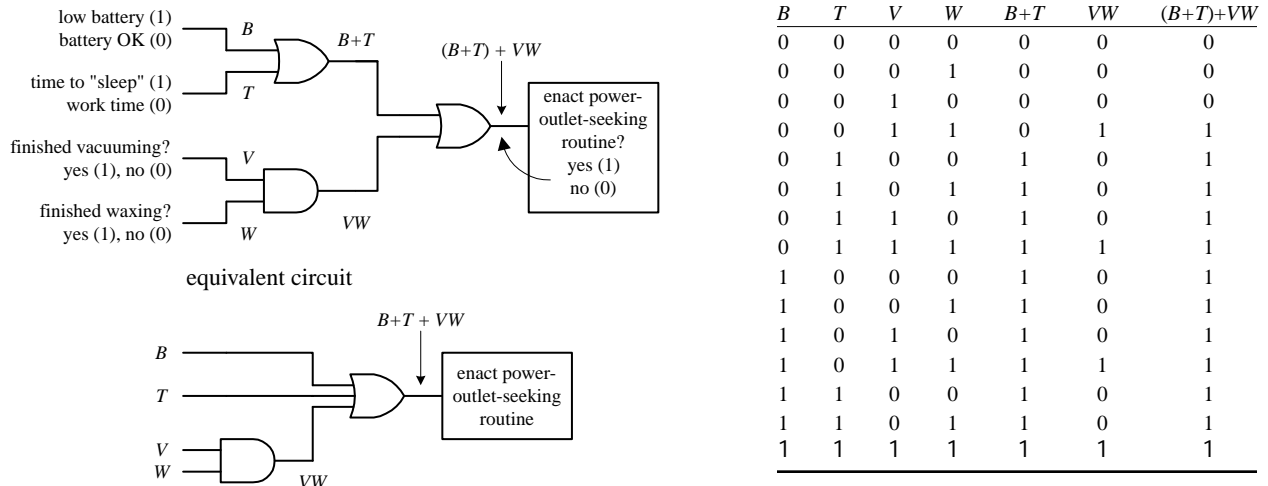 low battery (1)
battery OK (0)
B
B+T
(B+T) + VW
time to "sleep" (1)
work time (0)
T
enact power-
outlet-seeking
routine?
yes (1)
no (0)
finished vacuuming?
yes (1), no (0)
V
finished waxing?
yes (1), no (0)
W
VW
equivalent circuit
B+T + VW
B
T
V
W
VW
enact power-
outlet-seeking
routine
B T V W B+T VW (B+T)+VW
0 0 0 0 0 0 0
0 0 0 1 0 0 0
0 0 1 0 0 0 0
0 0 1 1 0 1 1
0 1 0 0 1 0 1
0 1 0 1 1 0 1
0 1 1 0 1 0 1
0 1 1 1 1 1 1
1 0 0 0 1 0 1
1 0 0 1 1 0 1
1 0 1 0 1 0 1
1 0 1 1 1 1 1
1 1 0 0 1 0 1
1 1 0 1 1 0 1
1 1 1 1 1 1 1